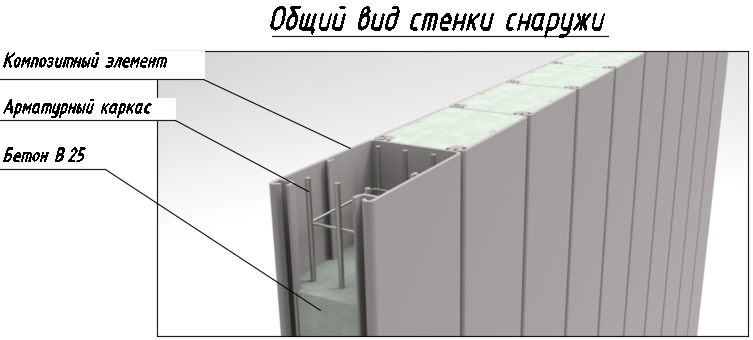 Общий вид стенки снаружи
Композитный элемент
Арматурный каркас
Бетон В 25